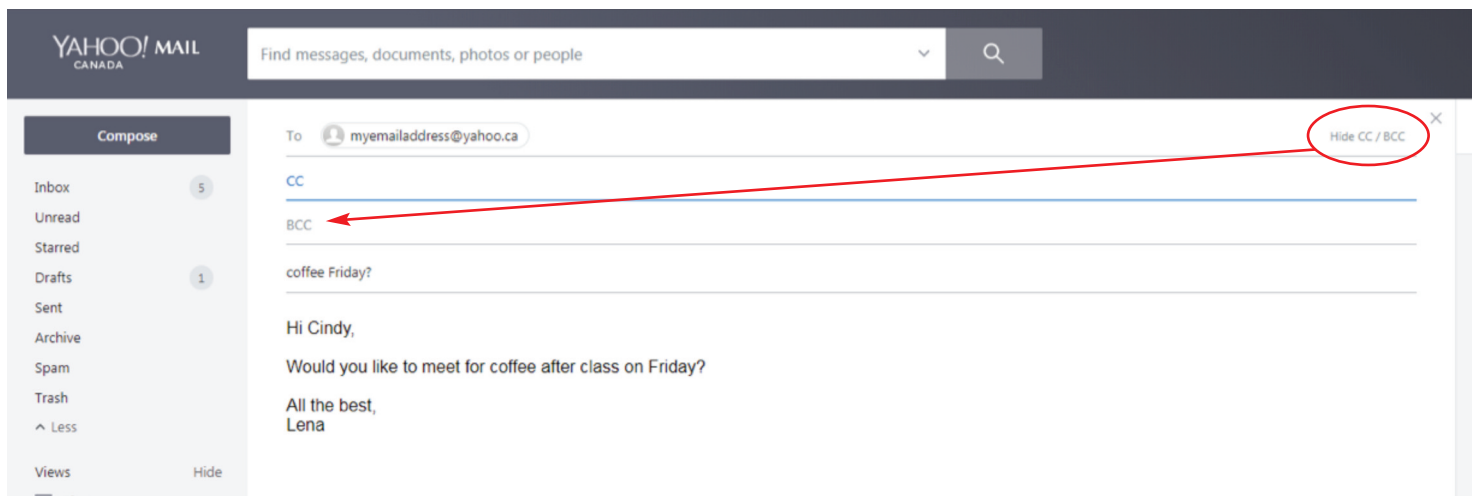 YAHOO! MAIL
CANADA
Find messages, documents, photos or people
Compose
Inbox 5
Unread
Starred
Drafts 1
Sent
Archive
Spam
Trash
Less
Views Hide
To myemailaddress@yahoo.ca Hide CC / BCC
CC
BCC
coffee Friday?
Hi Cindy,
Would you like to meet for coffee after class on Friday?
All the best,
Lena